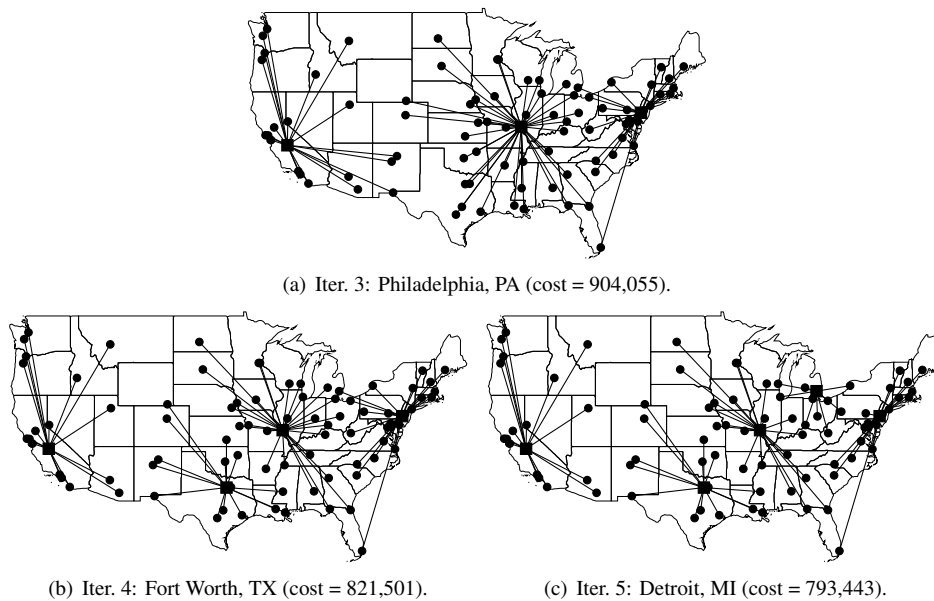 (a) Iter. 3: Philadelphia, PA (cost = 904,055).
(b) Iter. 4: Fort Worth, TX (cost = 821,501).
(c) Iter. 5: Detroit, MI (cost = 793,443).